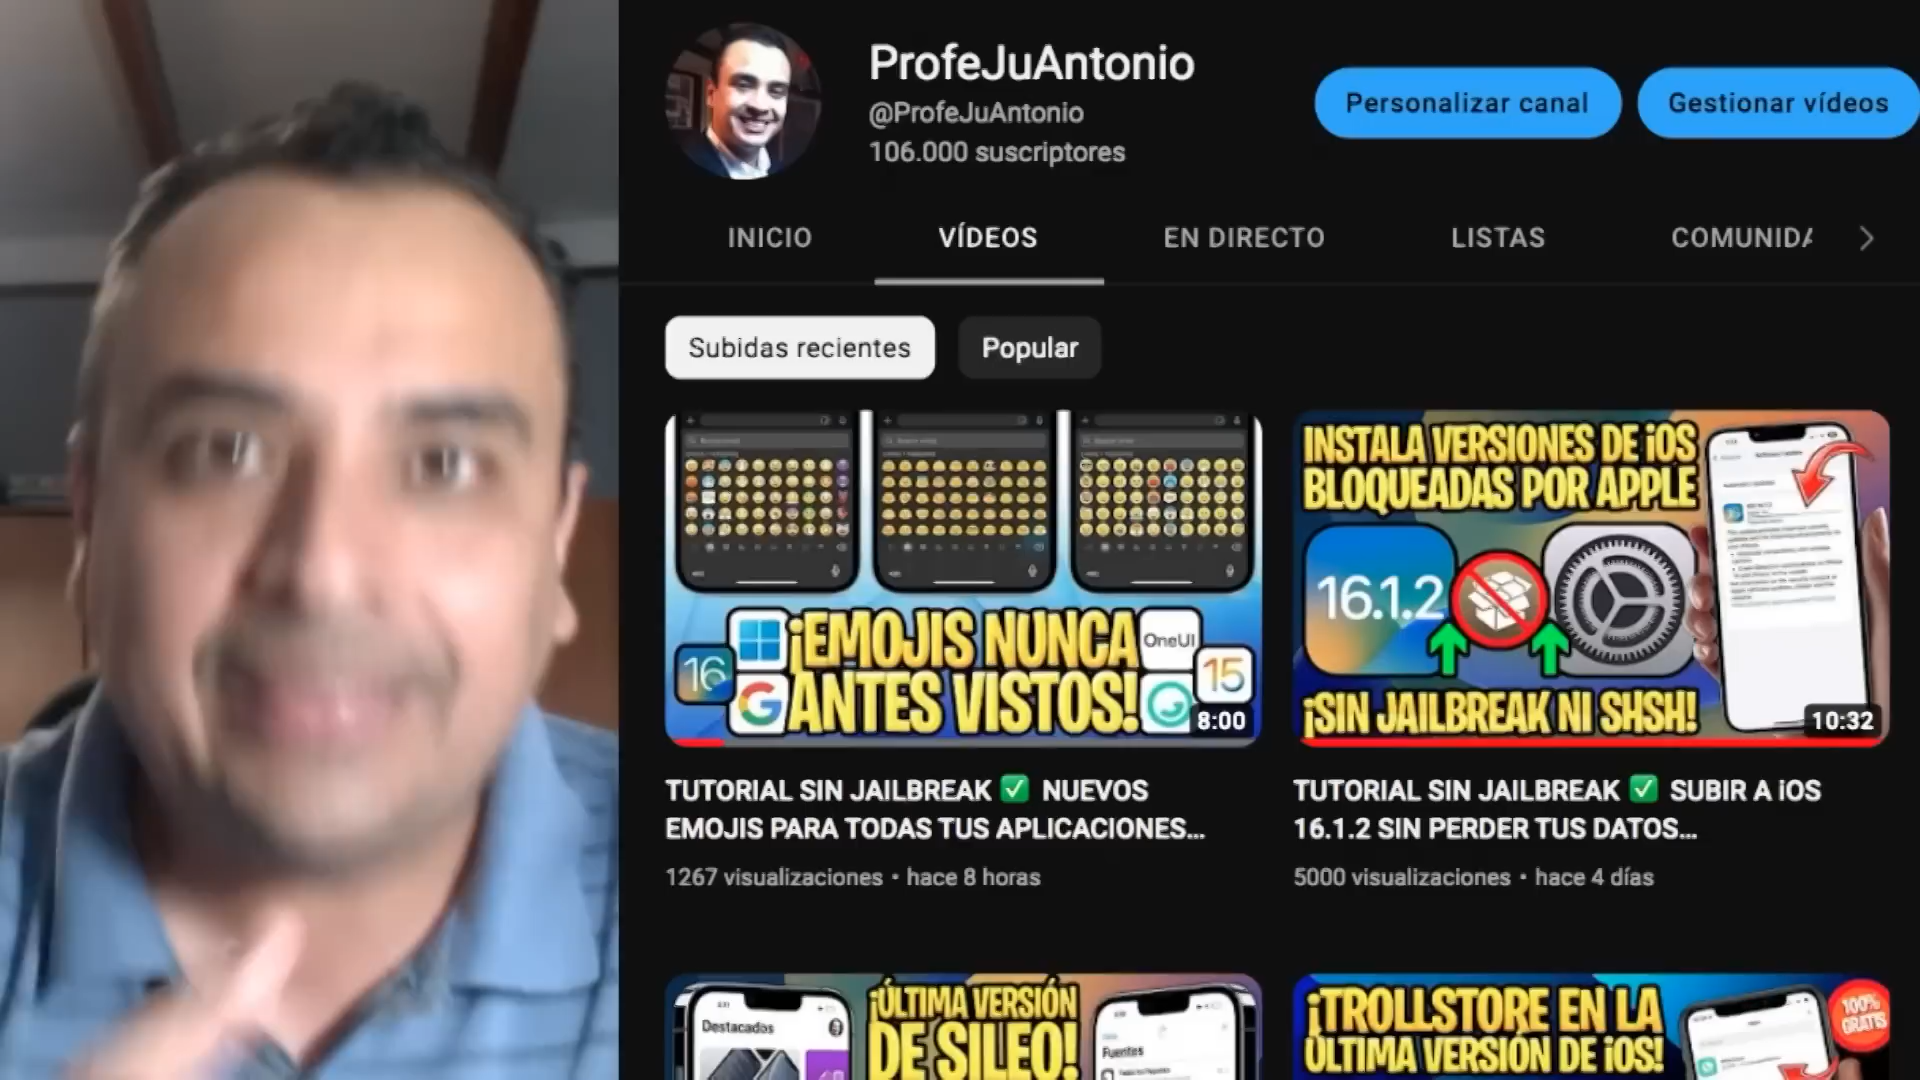 ProfeJuAntonio
@ProfeJuAntonio
106.000 suscriptores
Personalizar canal
Gestionar vídeos
INICIO
VÍDEOS
EN DIRECTO
LISTAS
COMUNIDA
Subidas recientes
Popular
16
¡EMOJIS NUNCA
ANTES VISTOS!
OneUI
15
G
8:00
INSTALA VERSIONES DE iOS
BLOQUEADAS POR APPLE
16.1.2
¡SIN JAILBREAK NI SHSH!
10:32
TUTORIAL SIN JAILBREAK ✅ NUEVOS
EMOJIS PARA TODAS TUS APLICACIONES...
1267 visualizaciones • hace 8 horas
TUTORIAL SIN JAILBREAK ✅ SUBIR A iOS
16.1.2 SIN PERDER TUS DATOS...
5000 visualizaciones • hace 4 días
Destacados
¡ÚLTIMA VERSIÓN
DE SILEO!
Fuentes
¡TROLLSTORE EN LA
ÚLTIMA VERSIÓN DE iOS!
100%
GRATIS